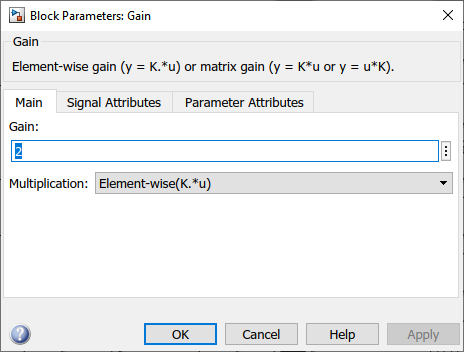 Block Parameters: Gain
Gain
Element-wise gain (y = K.*u) or matrix gain (y = K*u or y = u*K).
Main Signal Attributes Parameter Attributes
Gain:
2
Multiplication: Element-wise(K.*u)
OK Cancel Help Apply